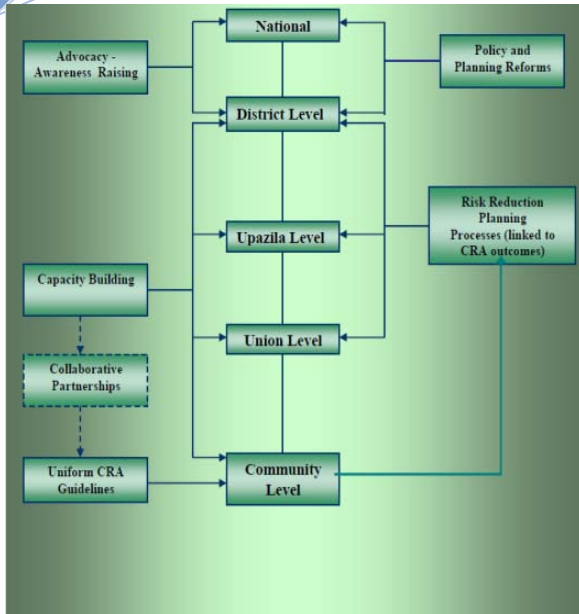 National
Advocacy -
Awareness Raising
Policy and
Planning Reforms
District Level
Risk Reduction
Planning
Processes (linked to
CRA outcomes)
Upazila Level
Capacity Building
Union Level
Collaborative
Partnerships
Uniform CRA
Guidelines
Community
Level